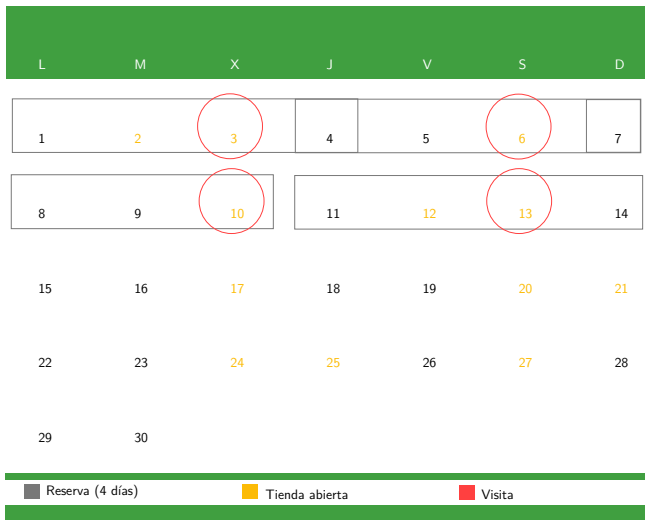 L M X J V S D
1 2 3 4 5 6 7
8 9 10 11 12 13 14
15 16 17 18 19 20 21
22 23 24 25 26 27 28
29 30
Reserva (4 días) Tienda abierta Visita